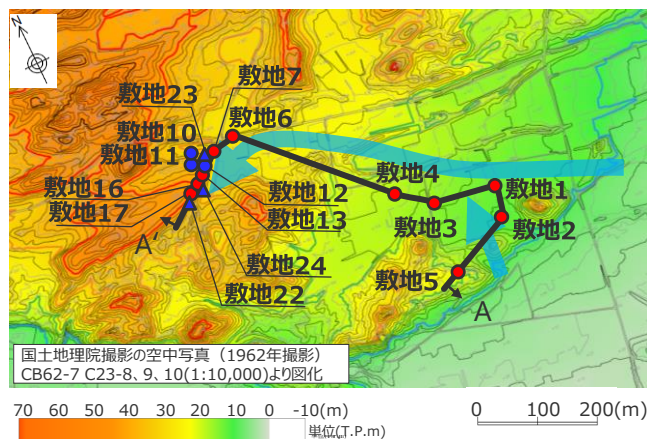 N
敷地7
敷地23
敷地6
敷地10
敷地11
敷地4
敷地1
敷地16
敷地12
敷地3
敷地2
敷地17
敷地13
A'
敷地24
敷地5
敷地22
A
国土地理院撮影の空中写真（1962年撮影）
CB62-7 C23-8、9、10(1:10,000)より図化
70 60 50 40 30 20 10 0 -10(m)
単位(T.P.m)
0 100 200(m)